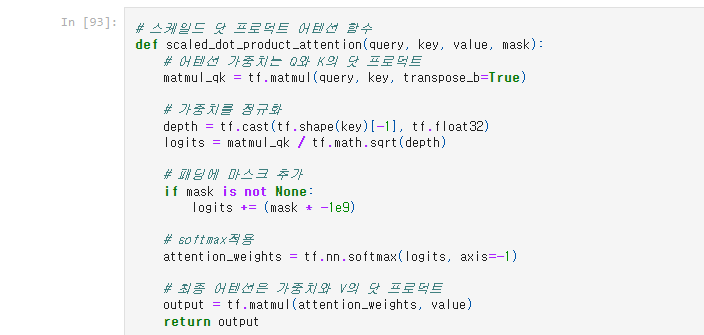 In [93]:
# 스케일드 닷 프로덕트 어텐션 함수
def scaled_dot_product_attention(query, key, value, mask):
    # 어텐션 가중치는 Q와 K의 닷 프로덕트
    matmul_qk = tf.matmul(query, key, transpose_b=True)

    # 가중치를 정규화
    depth = tf.cast(tf.shape(key)[-1], tf.float32)
    logits = matmul_qk / tf.math.sqrt(depth)

    # 패딩에 마스크 추가
    if mask is not None:
        logits += (mask * -1e9)

    # softmax적용
    attention_weights = tf.nn.softmax(logits, axis=-1)

    # 최종 어텐션은 가중치와 V의 닷 프로덕트
    output = tf.matmul(attention_weights, value)
    return output